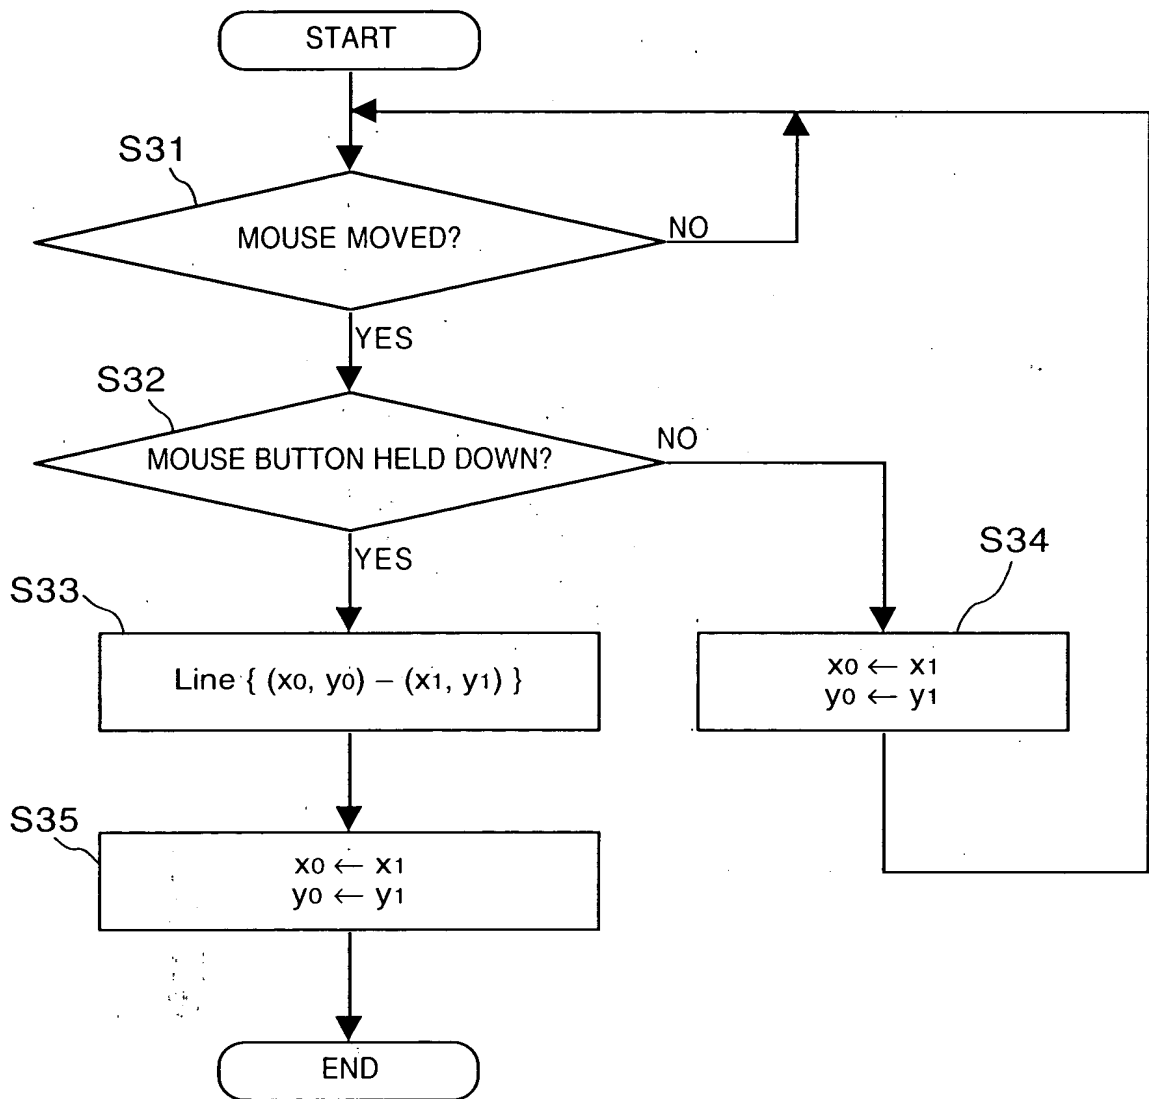 START
S31
MOUSE MOVED?
NO
YES
S32
MOUSE BUTTON HELD DOWN?
NO
YES
S33
Line { (x0, y0) – (x1, y1) }
S34
x0 ← x1
y0 ← y1
S35
x0 ← x1
y0 ← y1
END